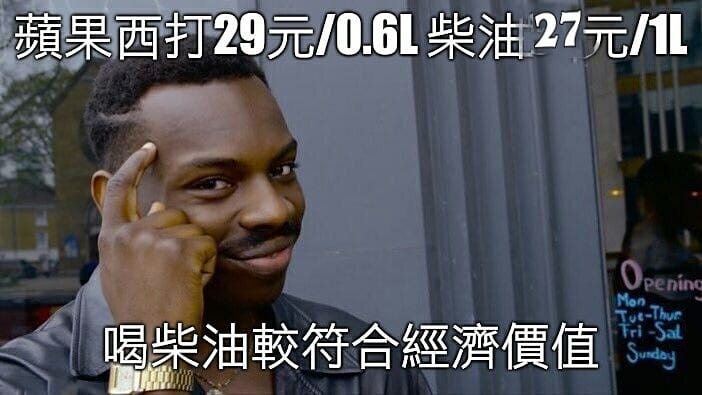 蘋果西打29元/0.6L 柴油27元/1L
喝柴油較符合經濟價值
Opening
Mon
Tue-Thur
Fri-Sat
Sunday